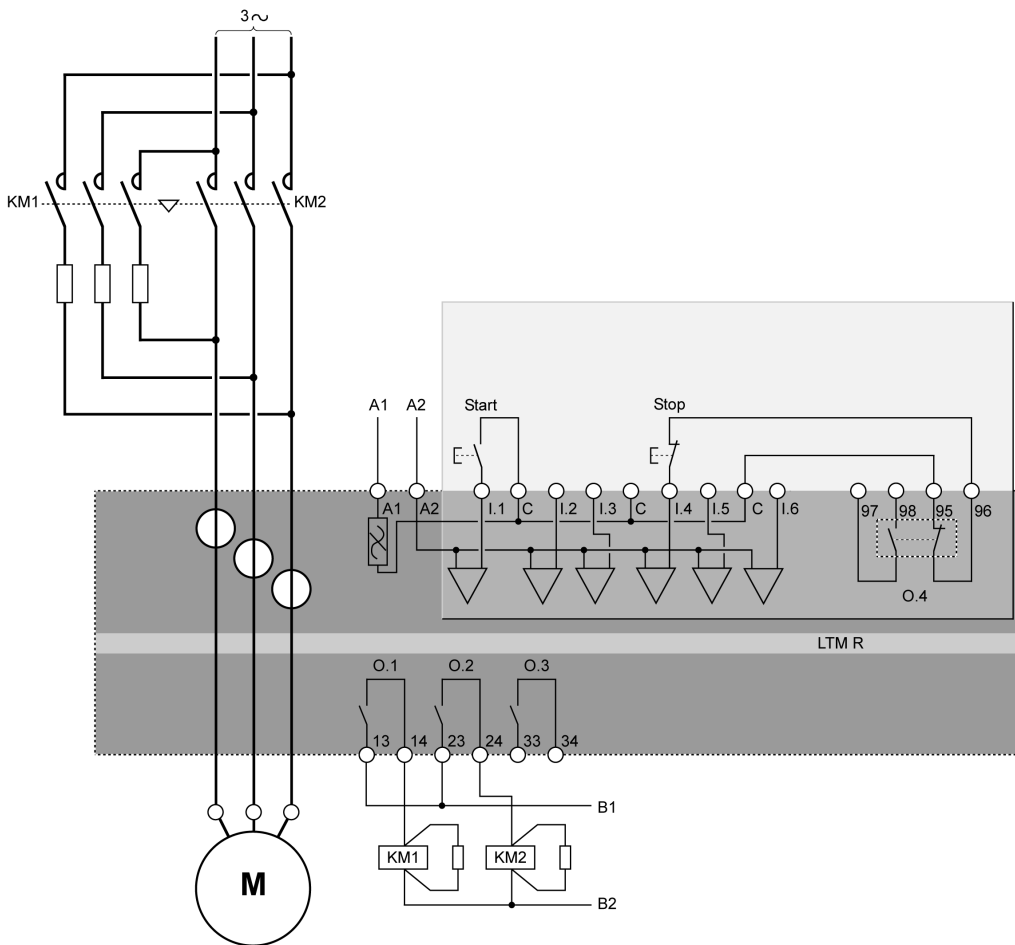 3
KM1
KM2
A1 A2 Start Stop
A1 A2 I.1 C I.2 I.3 C I.4 I.5 C I.6 97 98 95 96
O.4
LTM R
O.1 O.2 O.3
13 14 23 24 33 34
B1
KM1 KM2
M
B2